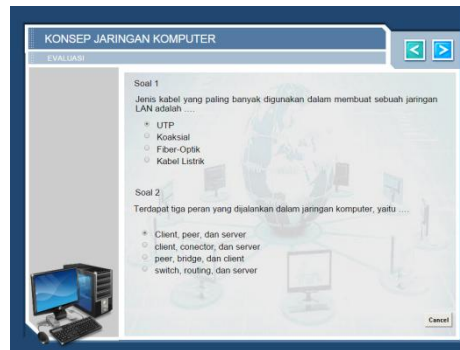 KONSEP JARINGAN KOMPUTER
EVALUASI
Soal 1
Jenis kabel yang paling banyak digunakan dalam membuat sebuah jaringan
LAN adalah ....
UTP
Koaksial
Fiber-Optik
Kabel Listrik
Soal 2
Terdapat tiga peran yang dijalankan dalam jaringan komputer, yaitu ....
Client, peer, dan server
client, conector, dan server
peer, bridge, dan client
switch, routing, dan server
Cancel